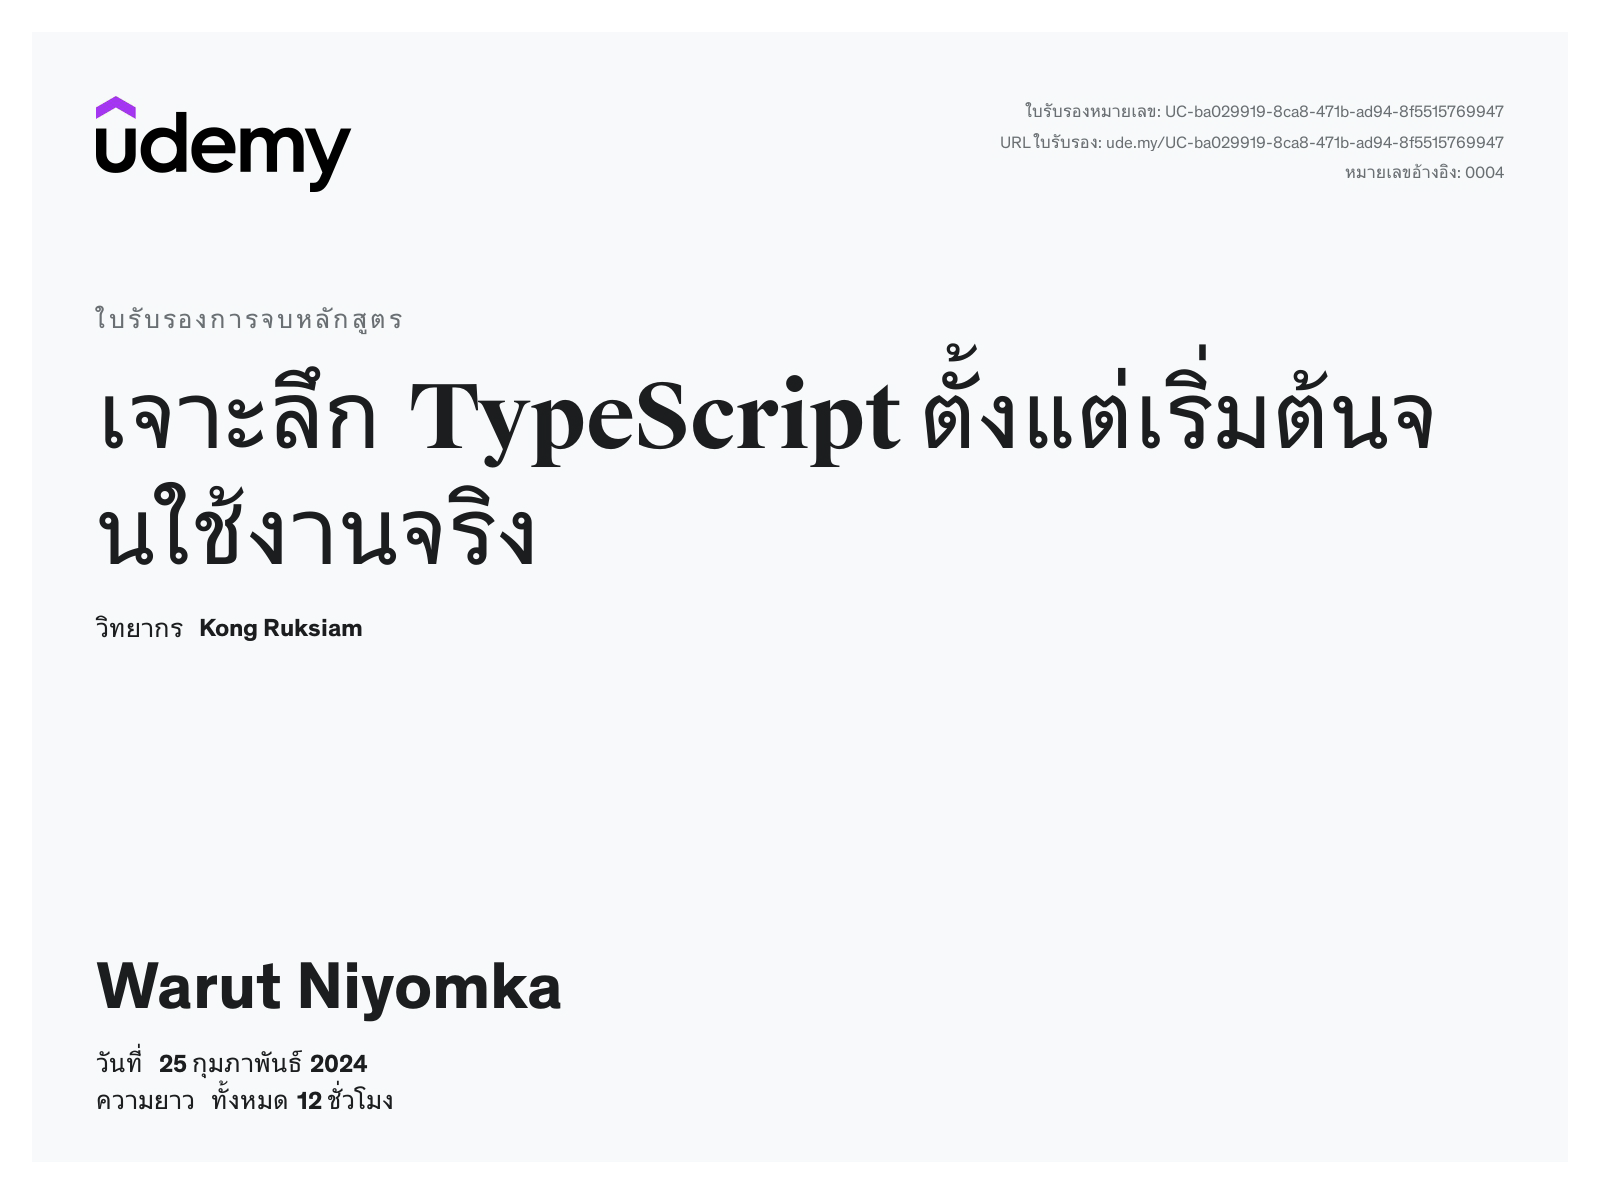 udemy
ใบรับรองหมายเลข: UC-ba029919-8ca8-471b-ad94-8f5515769947
URL ใบรับรอง: ude.my/UC-ba029919-8ca8-471b-ad94-8f5515769947
หมายเลขอ้างอิง: 0004
ใบรับรองการจบหลักสูตร
เจาะลึก TypeScript ตั้งแต่เริ่มต้นจ
นใช้งานจริง
วิทยากร Kong Ruksiam
Warut Niyomka
วันที่ 25 กุมภาพันธ์ 2024
ความยาว ทั้งหมด 12 ชั่วโมง